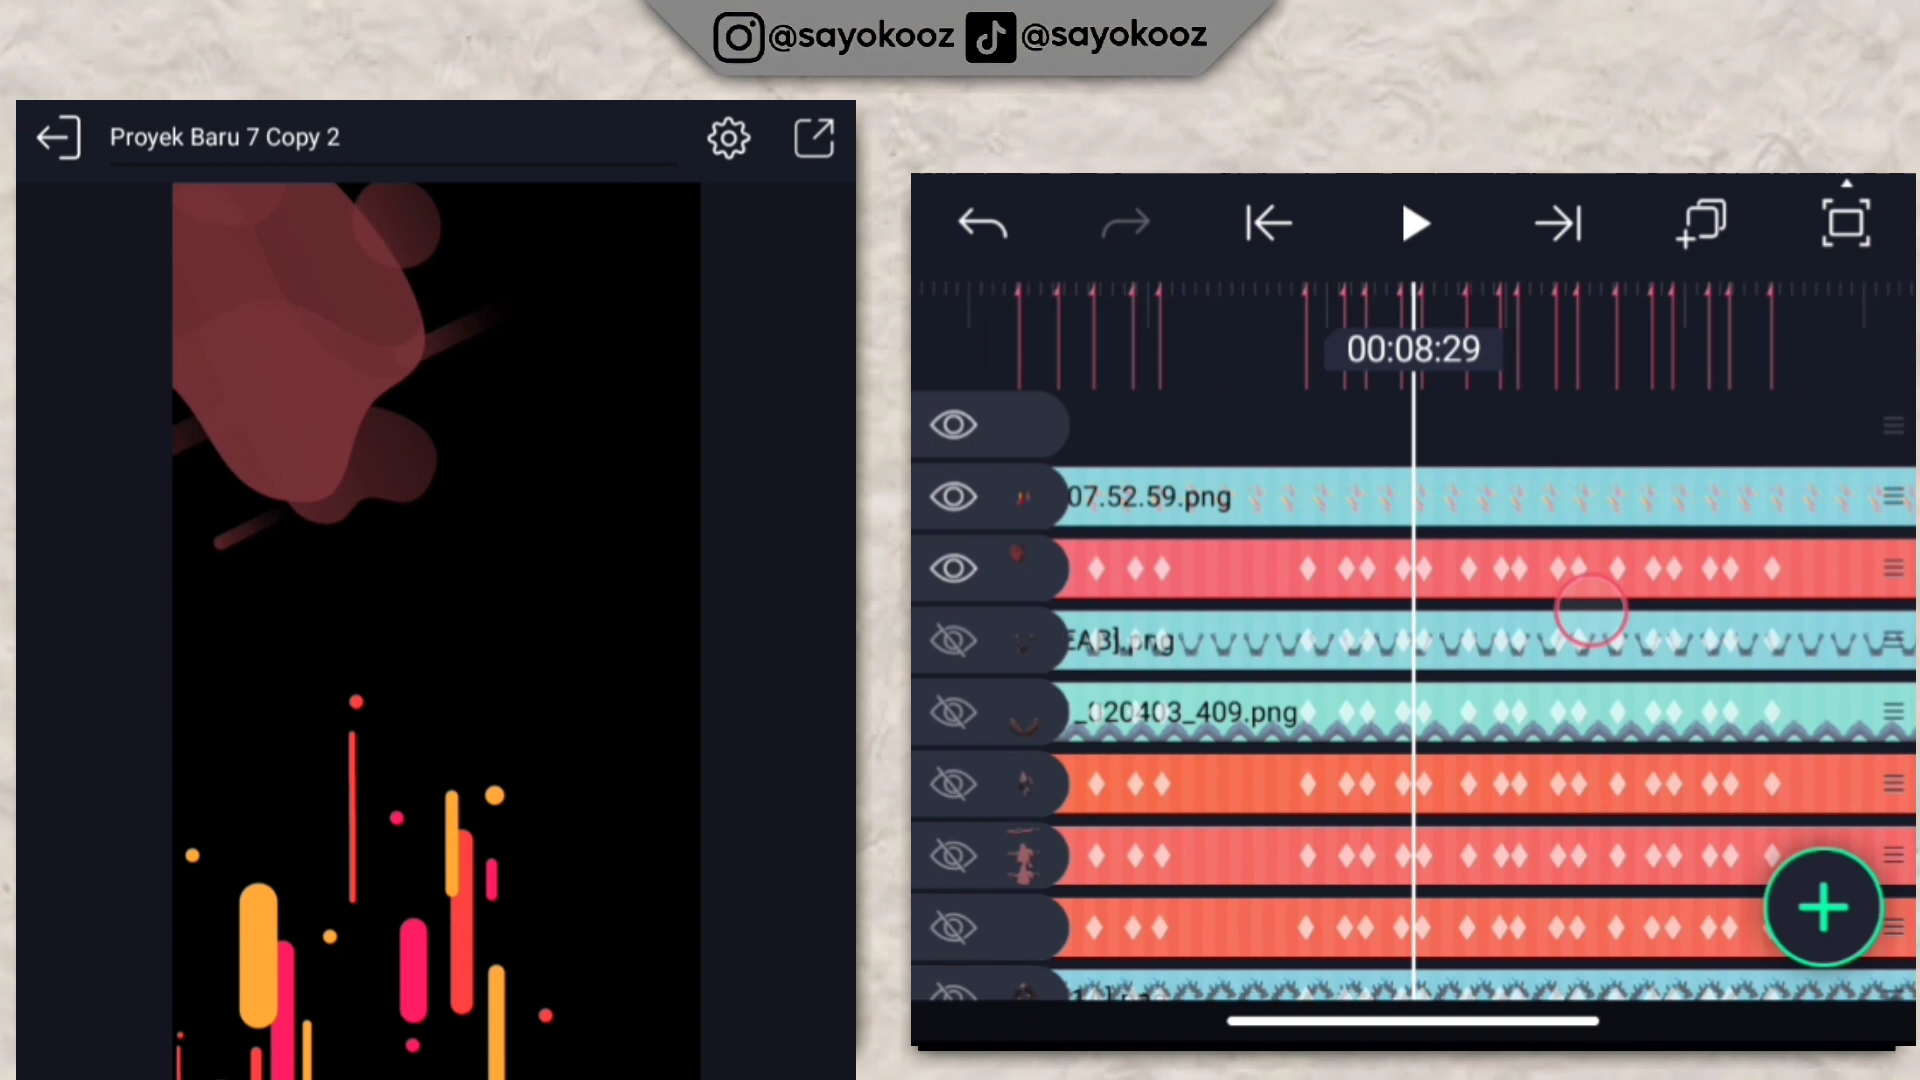 @sayokooz @sayokooz
Proyek Baru 7 Copy 2
00:08:29
07.52.59.png
EAB].png
_020403_409.png